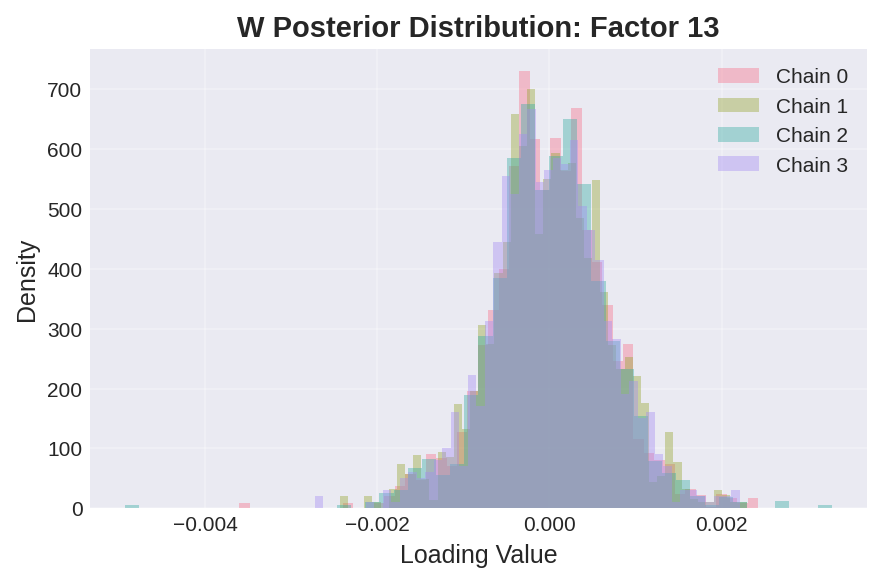 W Posterior Distribution: Factor 13
Chain 0
Chain 1
Chain 2
Chain 3
Density
700
600
500
400
300
200
100
0
−0.004
−0.002
0.000
0.002
Loading Value